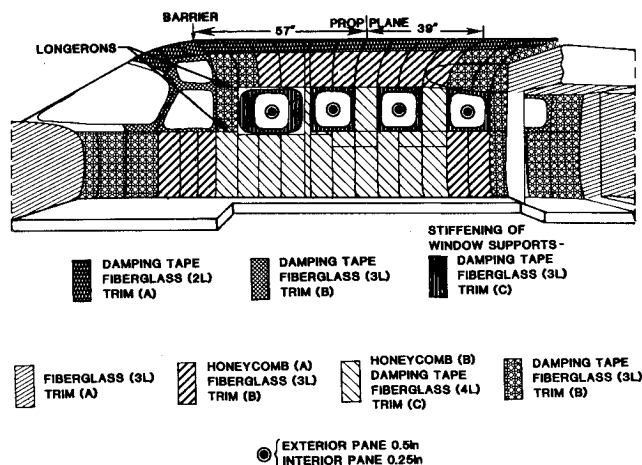 BARRIER
PROP PLANE
57"
39"
LONGERONS
STIFFENING OF
WINDOW SUPPORTS-
DAMPING TAPE
FIBERGLASS (2L)
TRIM (A)
DAMPING TAPE
FIBERGLASS (3L)
TRIM (B)
DAMPING TAPE
FIBERGLASS (3L)
TRIM (C)
FIBERGLASS (3L)
TRIM (A)
HONEYCOMB (A)
FIBERGLASS (3L)
TRIM (B)
HONEYCOMB (B)
DAMPING TAPE
FIBERGLASS (4L)
TRIM (C)
DAMPING TAPE
FIBERGLASS (3L)
TRIM (B)
EXTERIOR PANE 0.5in
INTERIOR PANE 0.25in